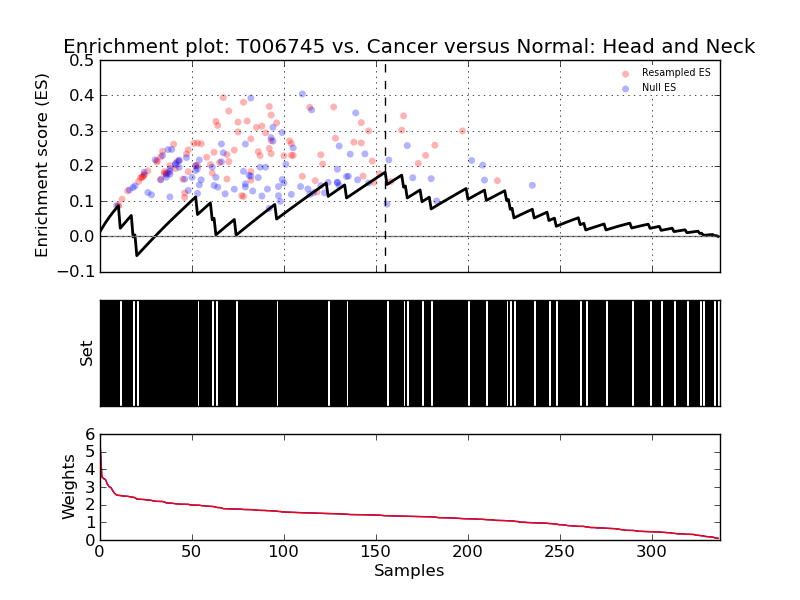 Enrichment plot: T006745 vs. Cancer versus Normal: Head and Neck
0.5
0.4
0.3
0.2
0.1
0.0
−0.1
Enrichment score (ES)
Resampled ES
Null ES
Set
6
5
4
3
2
1
0
Weights
0 50 100 150 200 250 300
Samples